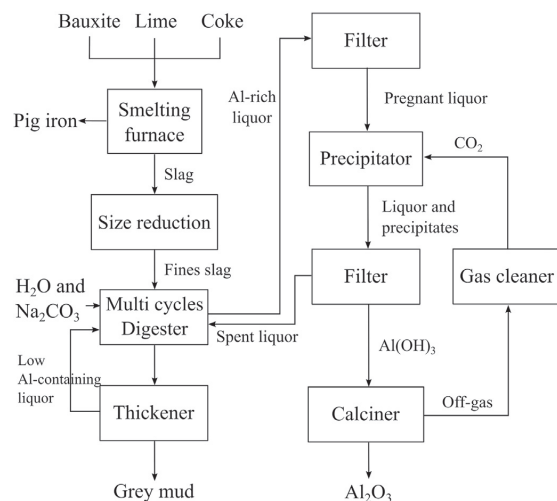 Bauxite Lime Coke
Smelting
furnace
Pig iron
Slag
Size reduction
Fines slag
H₂O and
Na₂CO₃
Multi cycles
Digester
Low
Al-containing
liquor
Thickener
Grey mud
Al-rich
liquor
Filter
Pregnant liquor
Precipitator
CO₂
Liquor and
precipitates
Filter
Gas cleaner
Spent liquor
Al(OH)₃
Calciner
Off-gas
Al₂O₃